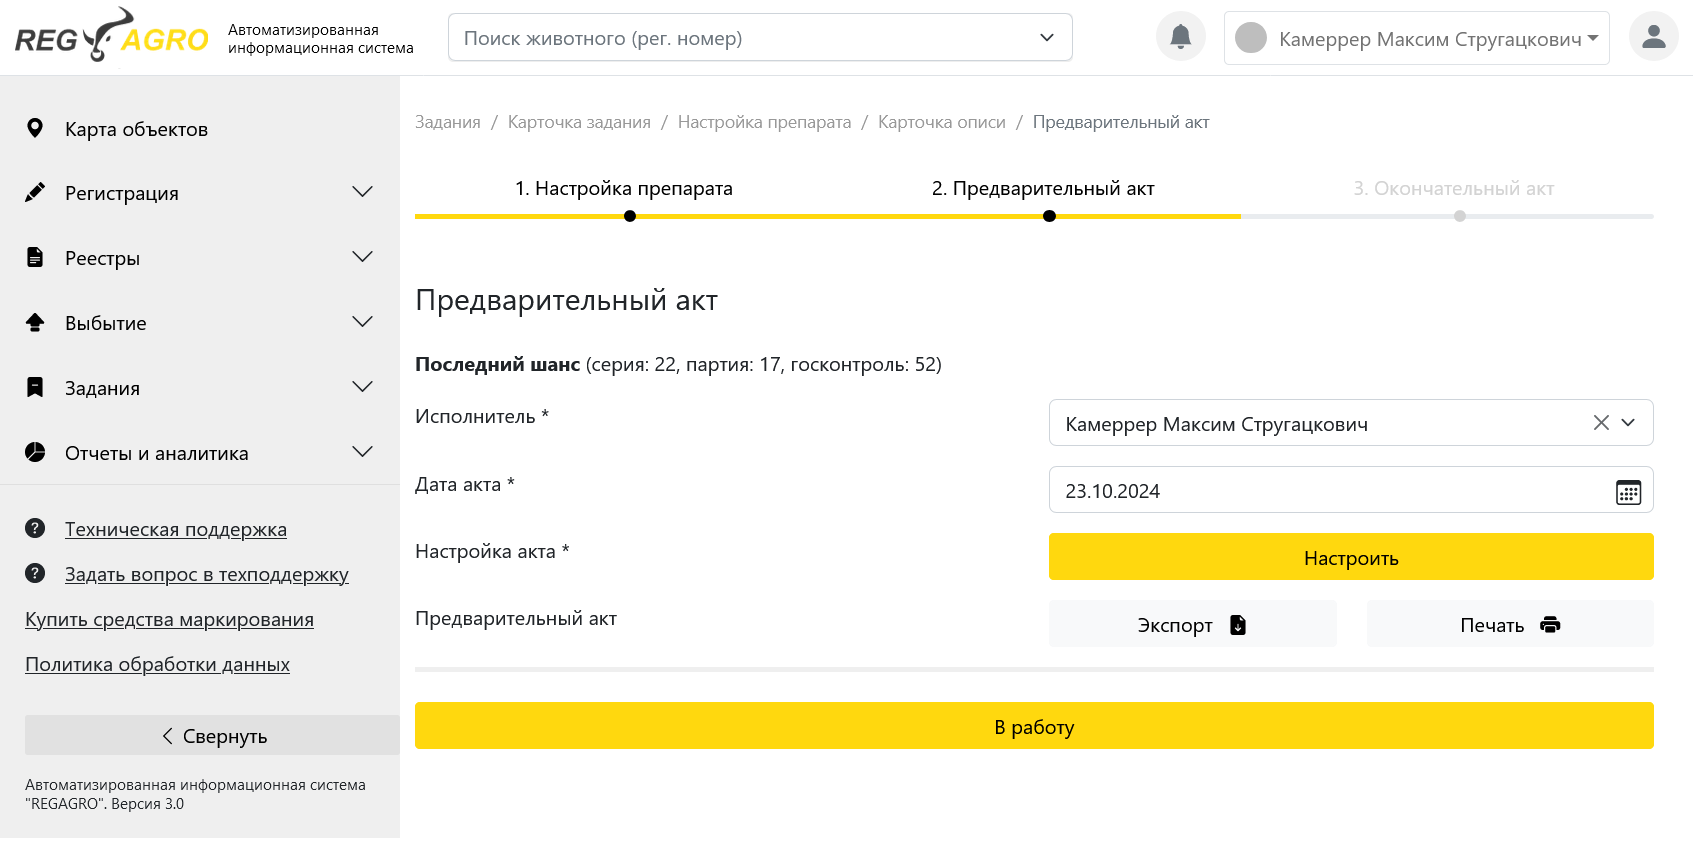 REG AGRO
Автоматизированная
информационная система
Поиск животного (рег. номер)
Камеррер Максим Стругацкович
Карта объектов
Регистрация
Реестры
Выбытие
Задания
Отчеты и аналитика
Техническая поддержка
Задать вопрос в техподдержку
Купить средства маркирования
Политика обработки данных
Свернуть
Автоматизированная информационная система
"REGAGRO". Версия 3.0
Задания / Карточка задания / Настройка препарата / Карточка описи / Предварительный акт
1. Настройка препарата
2. Предварительный акт
3. Окончательный акт
Предварительный акт
Последний шанс (серия: 22, партия: 17, госконтроль: 52)
Исполнитель *
Камеррер Максим Стругацкович
Дата акта *
23.10.2024
Настройка акта *
Настроить
Предварительный акт
Экспорт
Печать
В работу